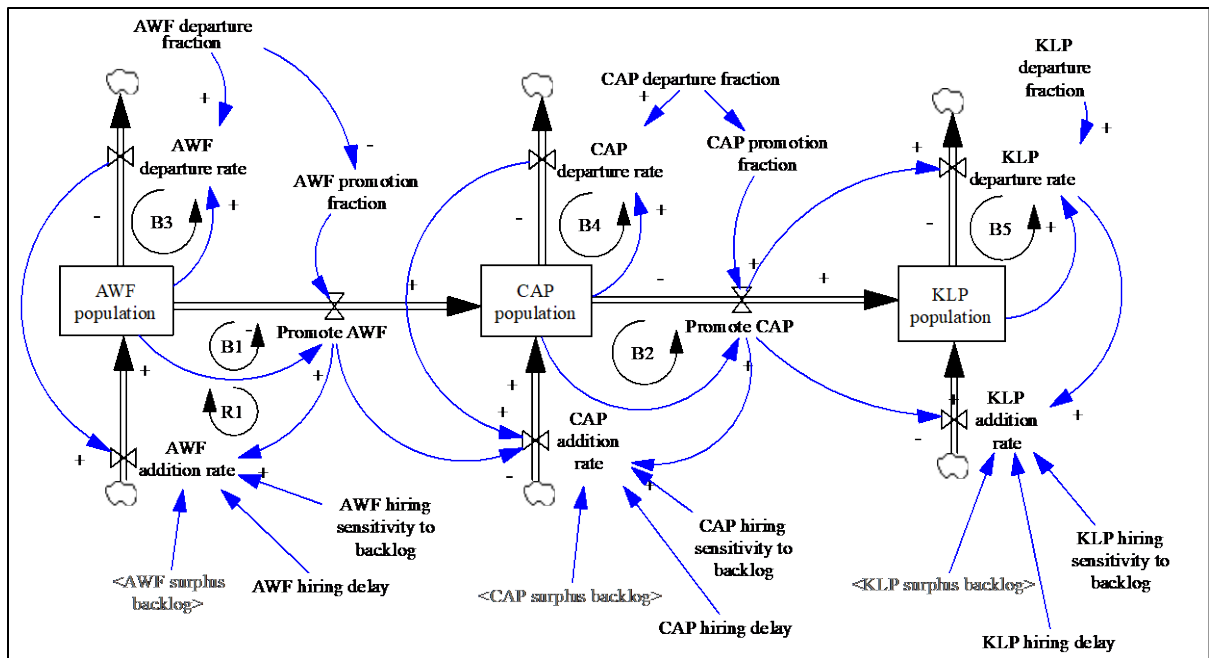 AWF departure
fraction
+
AWF
departure rate
-
AWF promotion
fraction
-
+
B3
AWF
population
+
Promote AWF
B1
-
+
R1
+
AWF
addition rate
+
+
AWF hiring
sensitivity to
backlog
<AWF surplus
backlog>
AWF hiring delay
CAP departure fraction
+
+
CAP
departure rate
CAP promotion
fraction
-
B4
+
+
CAP
population
-
+
Promote CAP
B2
+
+
+
CAP
addition
rate
-
+
CAP hiring
sensitivity to
backlog
<CAP surplus backlog>
CAP hiring delay
KLP
departure
fraction
+
+
KLP
departure rate
-
B5
+
KLP
population
+
KLP
addition
rate
-
+
KLP hiring
sensitivity to
backlog
<KLP surplus backlog>
KLP hiring delay